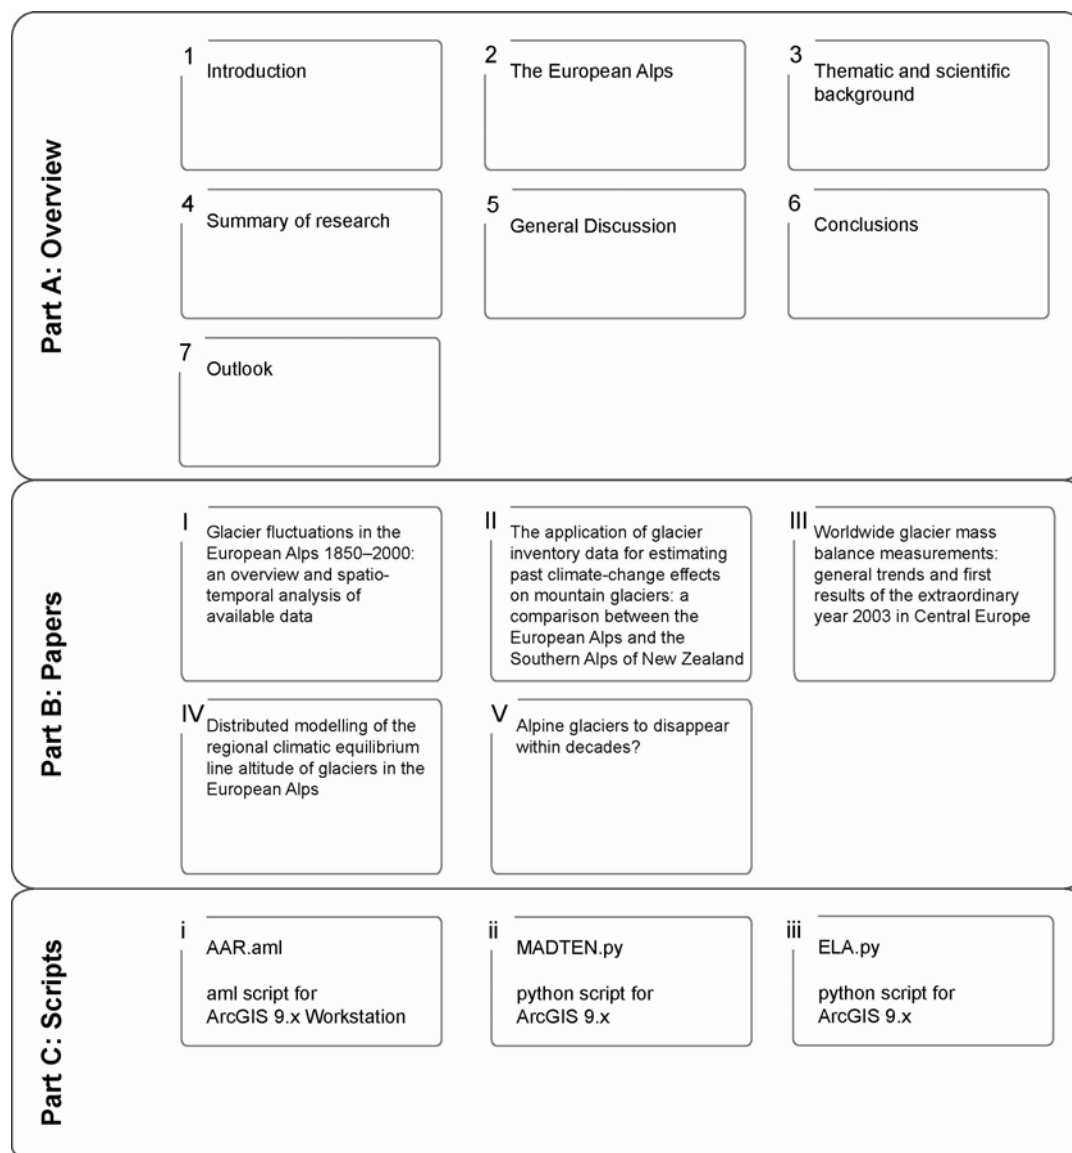 Part A: Overview
1
Introduction
2
The European Alps
3
Thematic and scientific
background
4
Summary of research
5
General Discussion
6
Conclusions
7
Outlook
Part B: Papers
I
Glacier fluctuations in the
European Alps 1850–2000:
an overview and spatio-
temporal analysis of
available data
II
The application of glacier
inventory data for estimating
past climate-change effects
on mountain glaciers: a
comparison between the
European Alps and the
Southern Alps of New Zealand
III
Worldwide glacier mass
balance measurements:
general trends and first
results of the extraordinary
year 2003 in Central Europe
IV
Distributed modelling of the
regional climatic equilibrium
line altitude of glaciers in the
European Alps
V
Alpine glaciers to disappear
within decades?
Part C: Scripts
i
AAR.aml
aml script for
ArcGIS 9.x Workstation
ii
MADTEN.py
python script for
ArcGIS 9.x
iii
ELA.py
python script for
ArcGIS 9.x